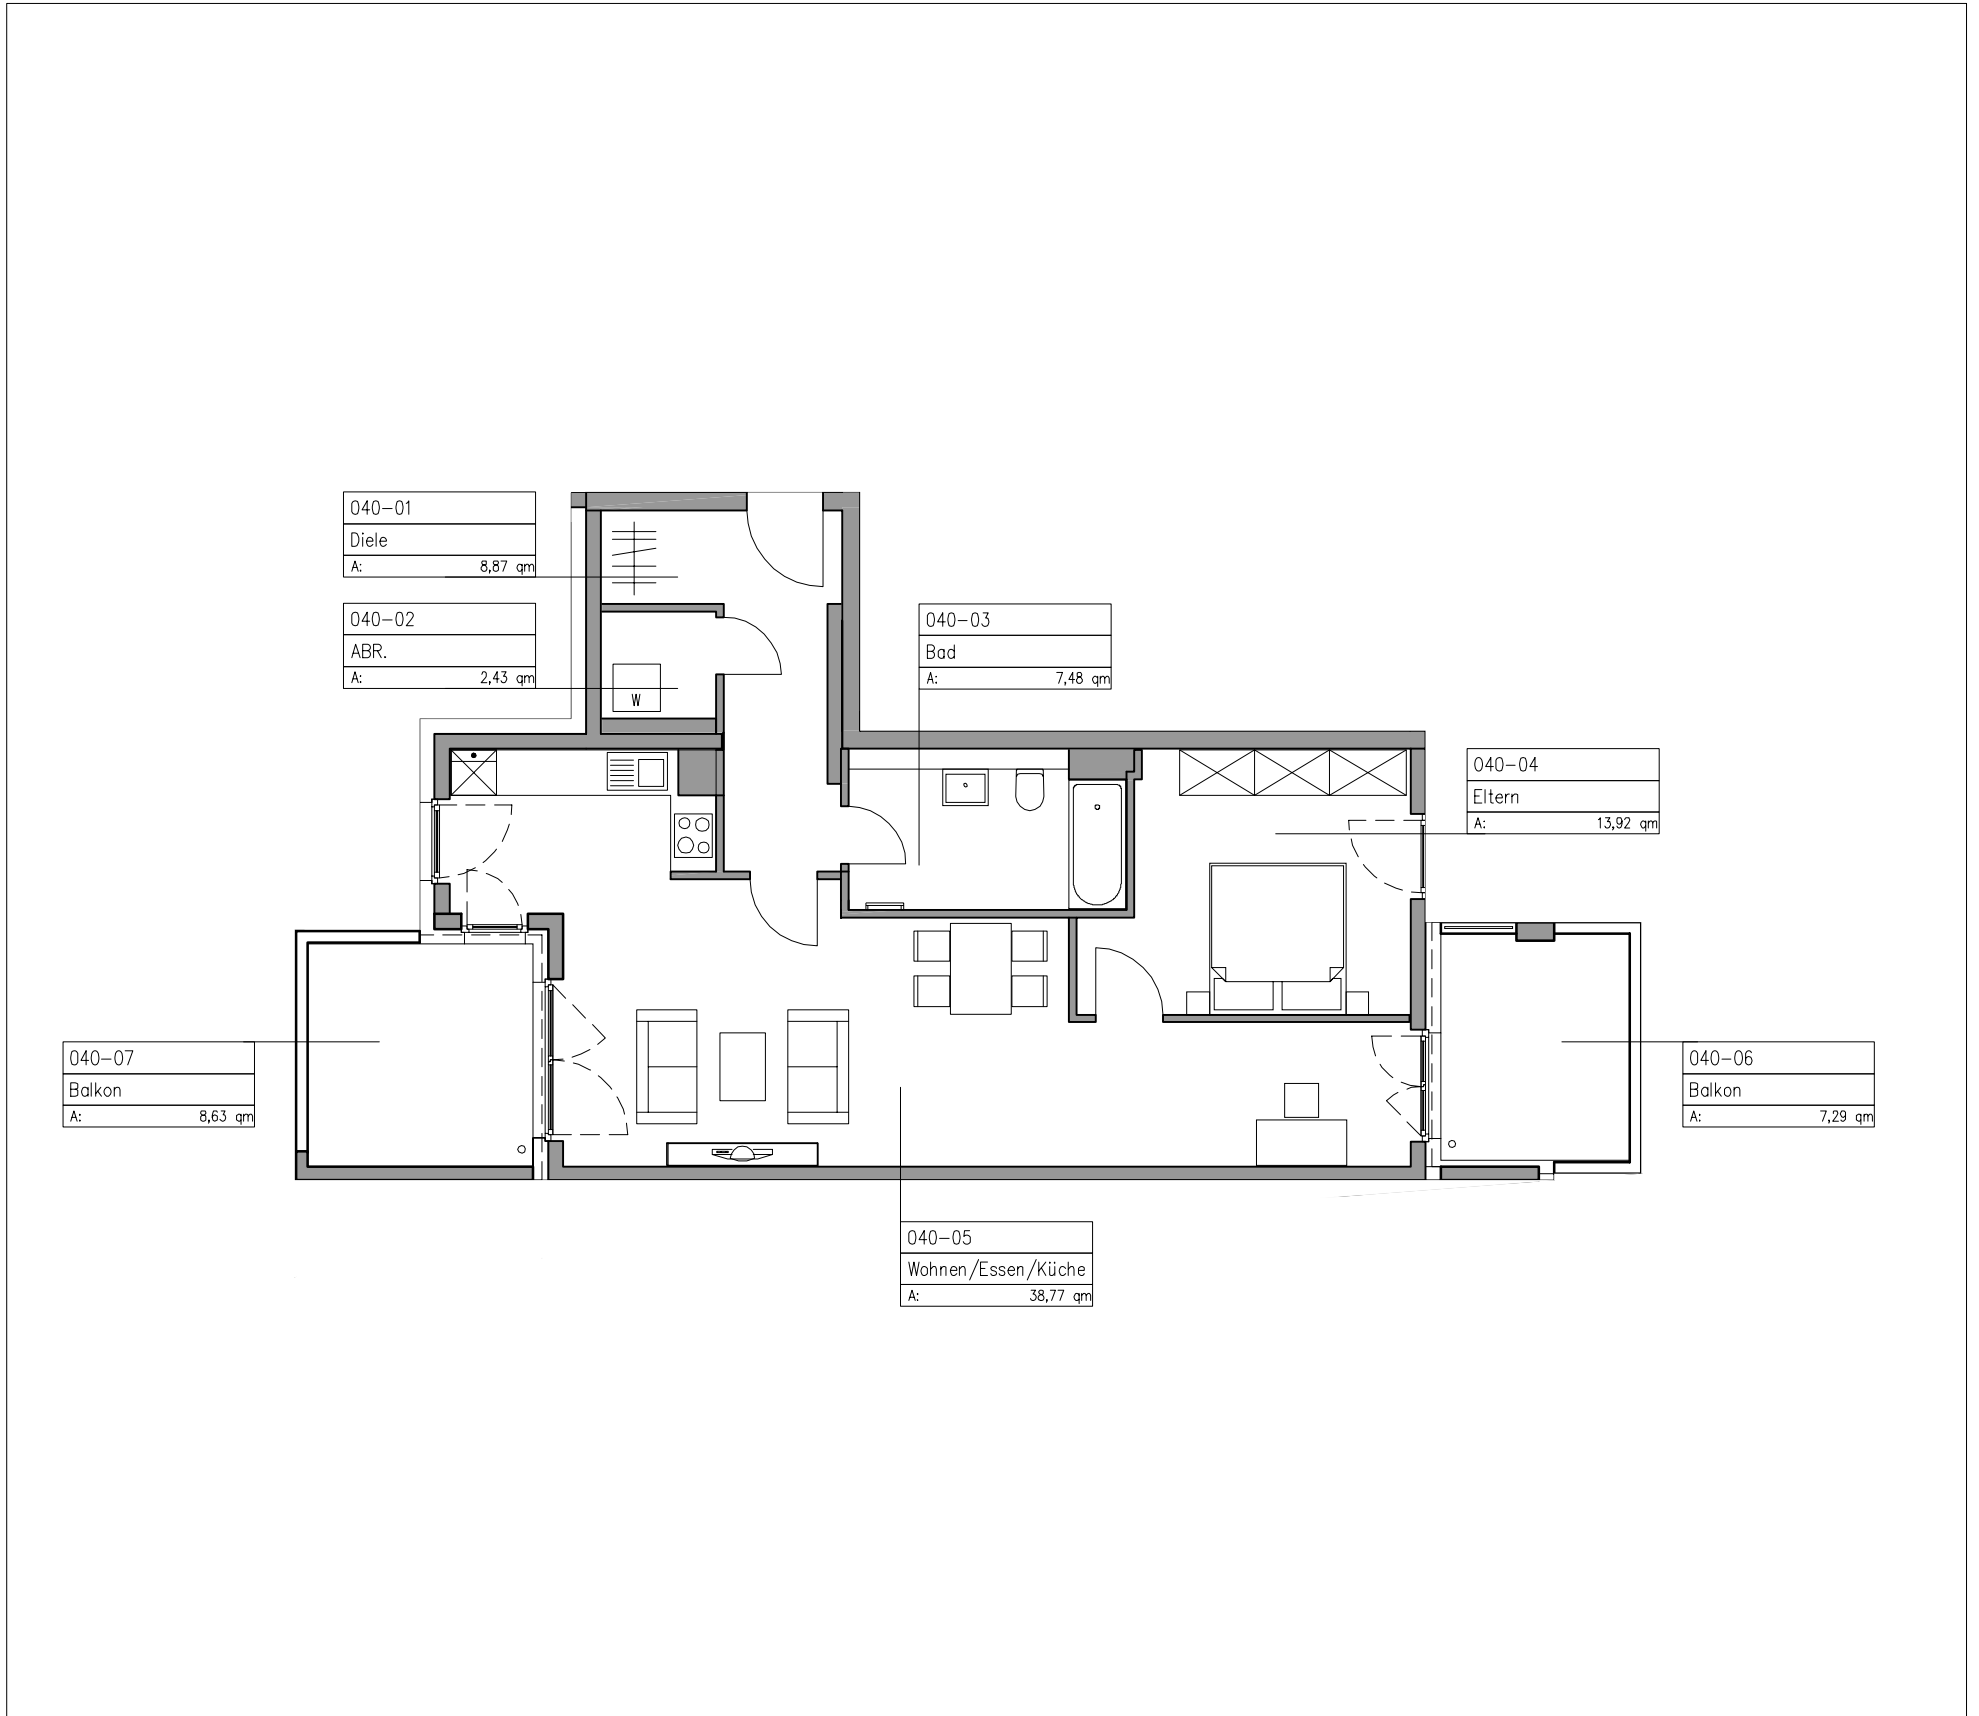 040-01
Diele
A: 8,87 qm
040-02
ABR.
A: 2,43 qm
W
040-03
Bad
A: 7,48 qm
040-04
Eltern
A: 13,92 qm
040-07
Balkon
A: 8,63 qm
040-06
Balkon
A: 7,29 qm
040-05
Wohnen/Essen/Küche
A: 38,77 qm